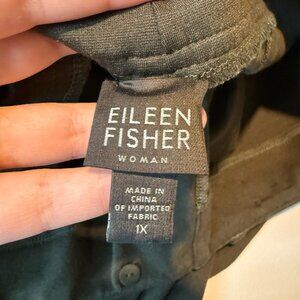 EILEEN
FISHER
WOMAN
MADE IN
CHINA
OF IMPORTED
FABRIC
1X